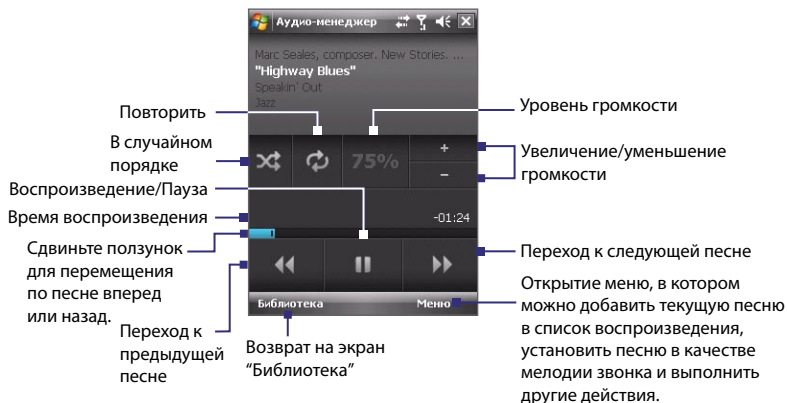 Аудио-менеджер
Marc Seales, composer. New Stories. ...
"Highway Blues"
Speakin' Out
Jazz
Повторить
Уровень громкости
В случайном
порядке
75%
+
–
Увеличение/уменьшение
громкости
Воспроизведение/Пауза
Время воспроизведения
-01:24
Сдвиньте ползунок
для перемещения
по песне вперед
или назад.
Переход к следующей песне
Библиотека
Меню
Переход к
предыдущей
песне
Возврат на экран
“Библиотека”
Открытие меню, в котором
можно добавить текущую песню
в список воспроизведения,
установить песню в качестве
мелодии звонка и выполнить
другие действия.